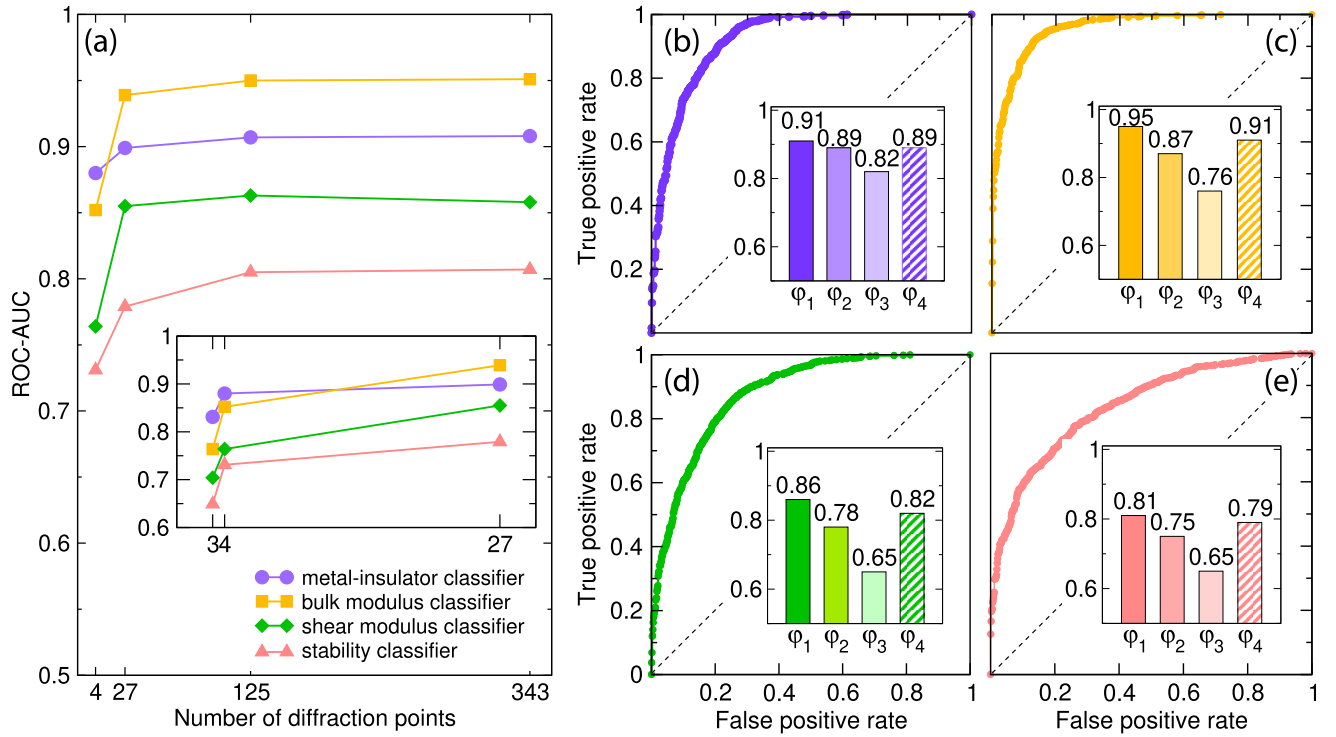 (a)
1
0.9
0.8
0.7
0.6
0.5
ROC-AUC
4 27 125 343
Number of diffraction points
1
0.9
0.8
0.7
0.6
34 27
metal-insulator classifier
bulk modulus classifier
shear modulus classifier
stability classifier
(b)
1
0.8
0.6
0.4
0.2
True positive rate
1
0.8
0.6
0.91
0.89
0.82
0.89
φ1 φ2 φ3 φ4
(c)
1
0.8
0.6
0.95
0.87
0.76
0.91
φ1 φ2 φ3 φ4
(d)
1
0.8
0.6
0.4
0.2
0
True positive rate
1
0.8
0.6
0.86
0.78
0.65
0.82
φ1 φ2 φ3 φ4
0.2 0.4 0.6 0.8 1
False positive rate
(e)
1
0.8
0.6
0.81
0.75
0.65
0.79
φ1 φ2 φ3 φ4
0.2 0.4 0.6 0.8 1
False positive rate